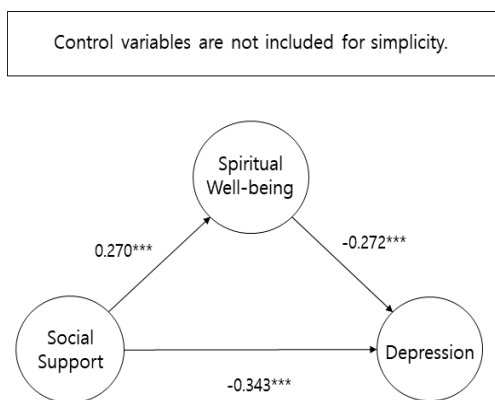 Control variables are not included for simplicity.
Spiritual
Well-being
0.270***
-0.272***
Social
Support
Depression
-0.343***